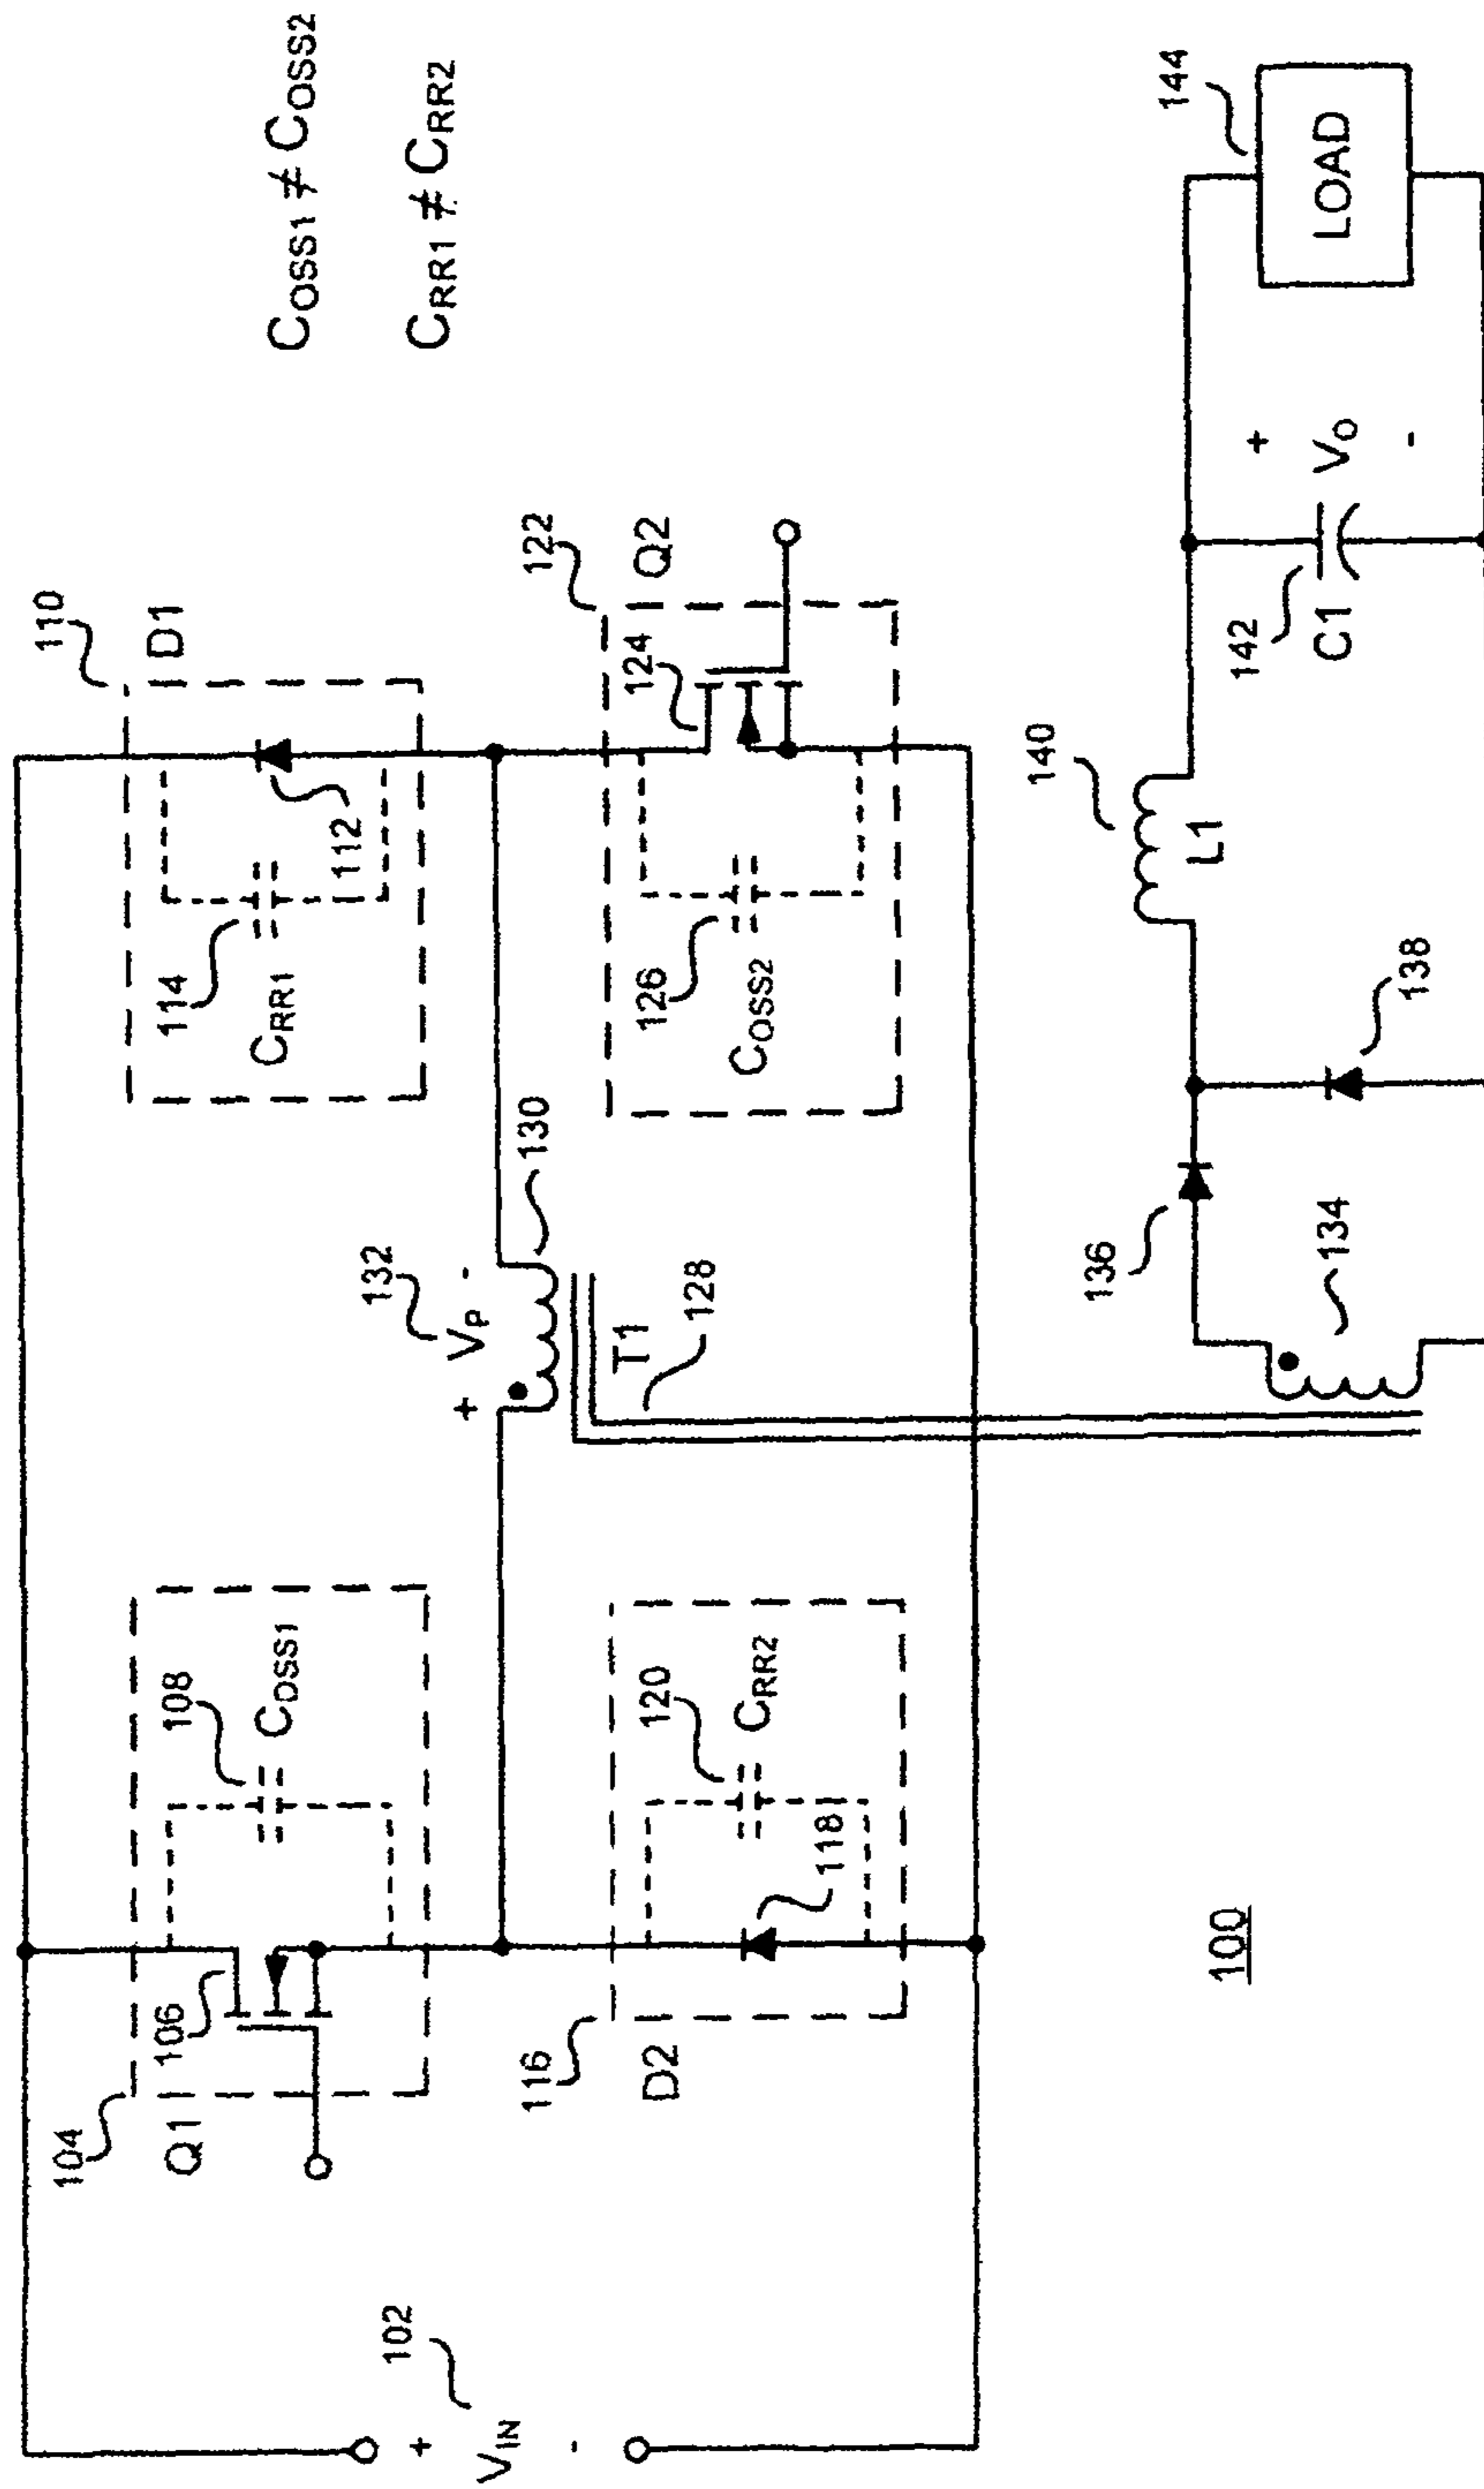 110
D1
C_OSS1 ≠ C_OSS2
C_RR1 ≠ C_RR2
104
Q1
106
108
C_OSS1
114
C_RR1
112
122
Q2
124
126
C_OSS2
102
+
V_IN
-
132
+ V_P -
130
T1
128
116
D2
118
120
C_RR2
140
L1
144
LOAD
136
138
134
142
C1
+
V_O
-
100